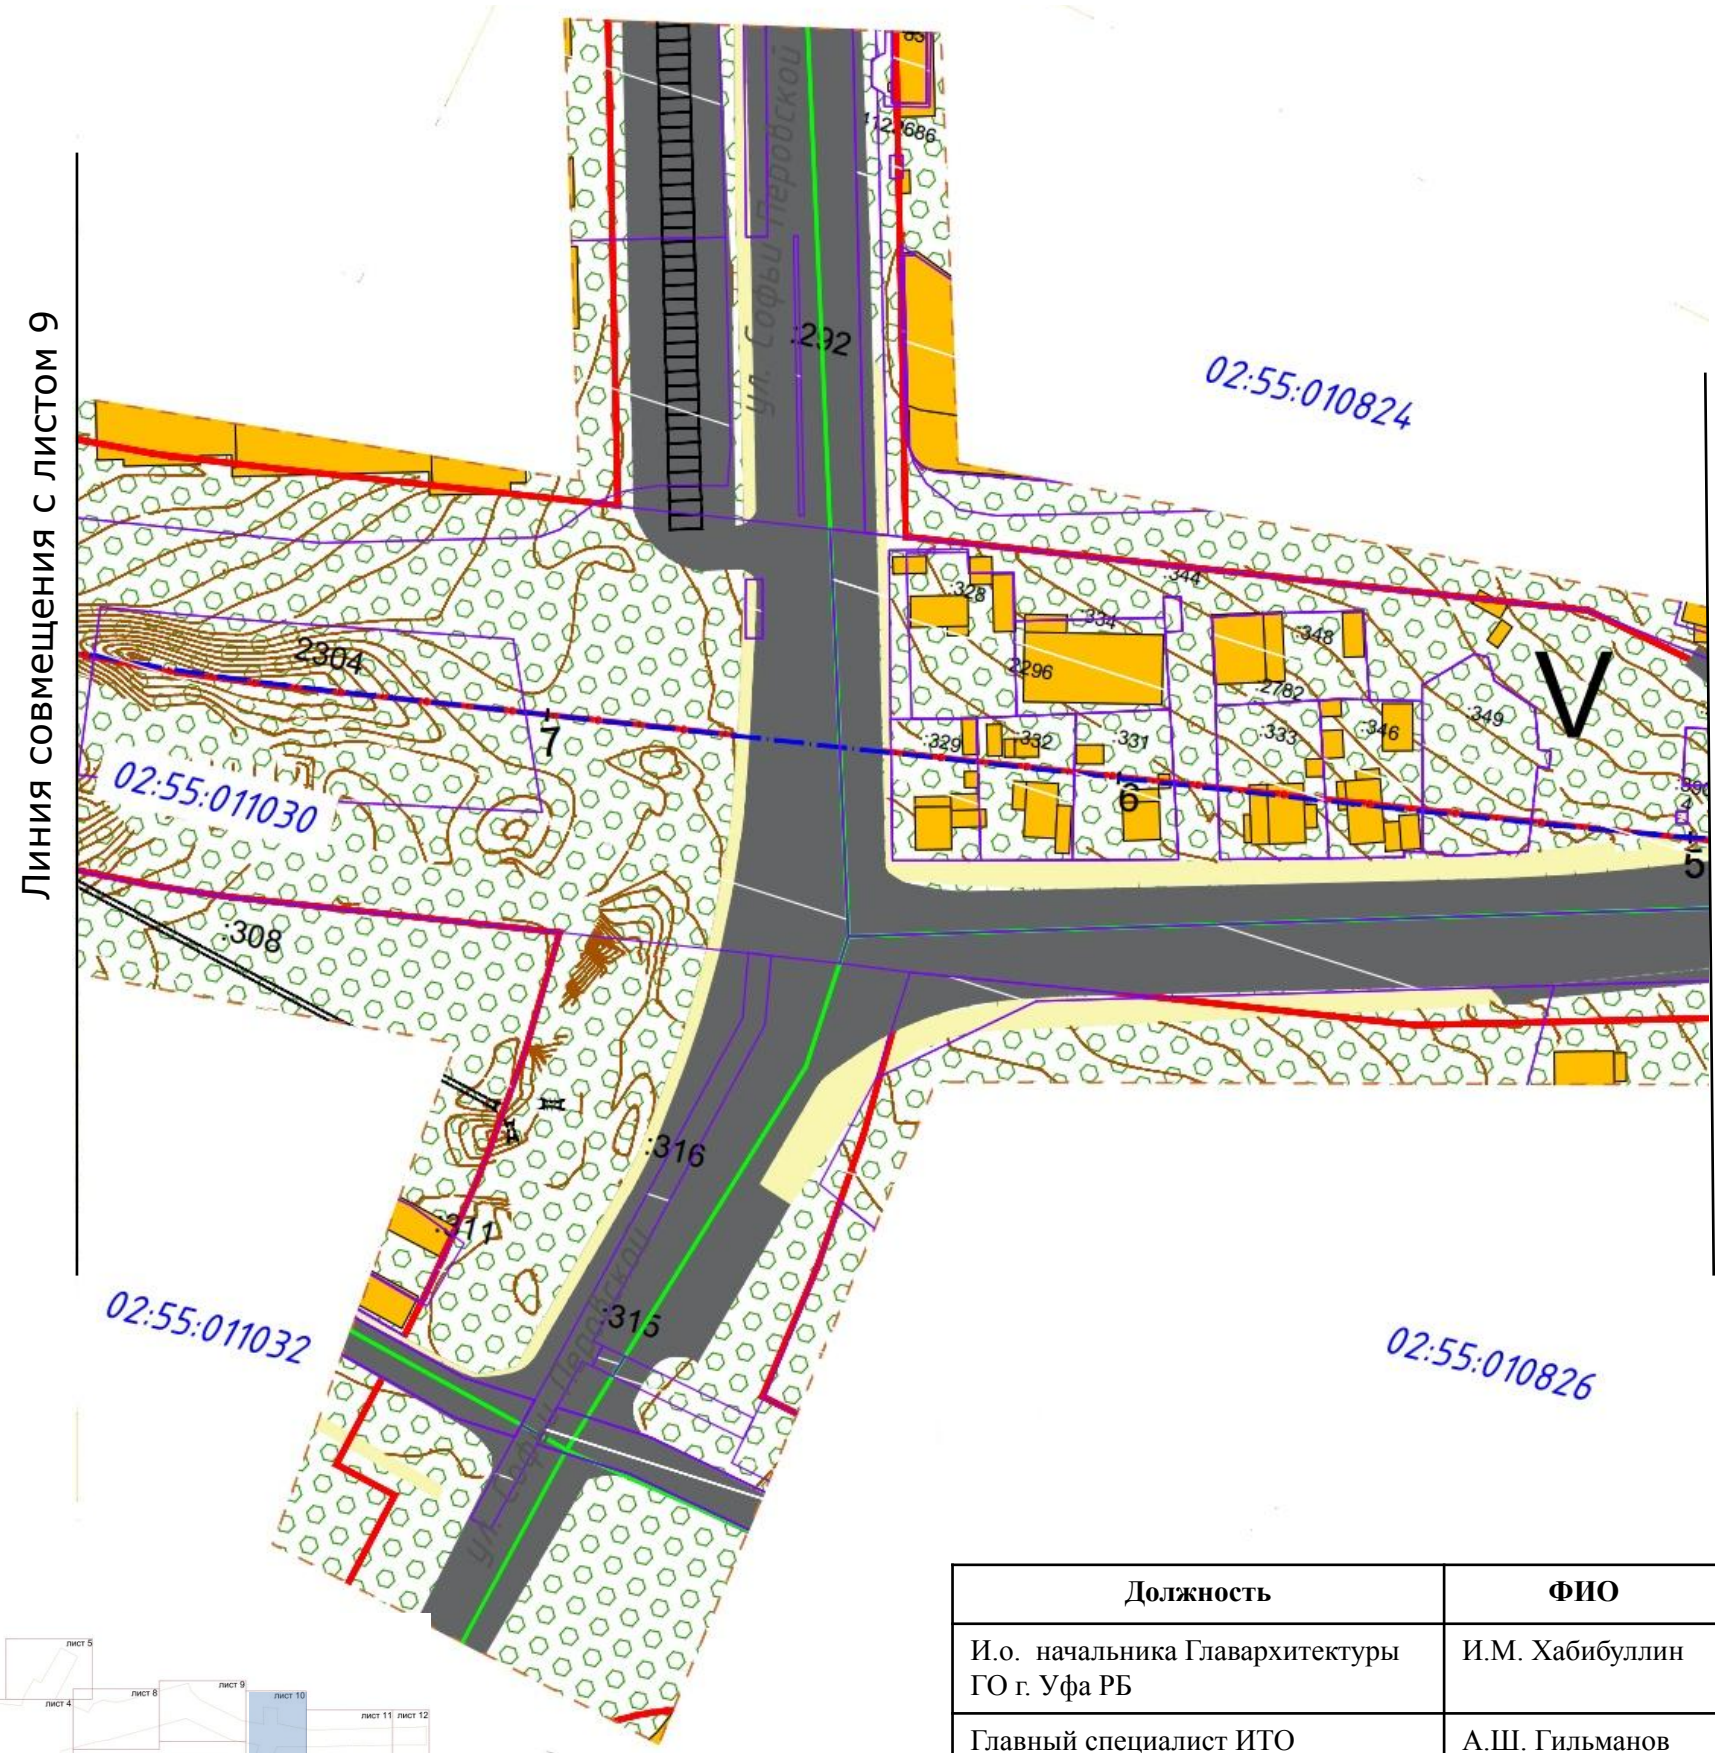 Линия совмещения с листом 9
ул. Софьи Перовской
:292
02:55:010824
:328
:344
:334
:348
2296
:2782
V
2304
7
:329
:332
:331
:333
:346
:349
6
5
4
02:55:011030
:308
:316
:311
02:55:011032
:315
ул. Софьи Перовской
02:55:010826
Должность
ФИО
И.о. начальника Главархитектуры
ГО г. Уфа РБ
И.М. Хабибуллин
Главный специалист ИТО
А.Ш. Гильманов
лист 5
лист 4
лист 8
лист 9
лист 10
лист 11
лист 12